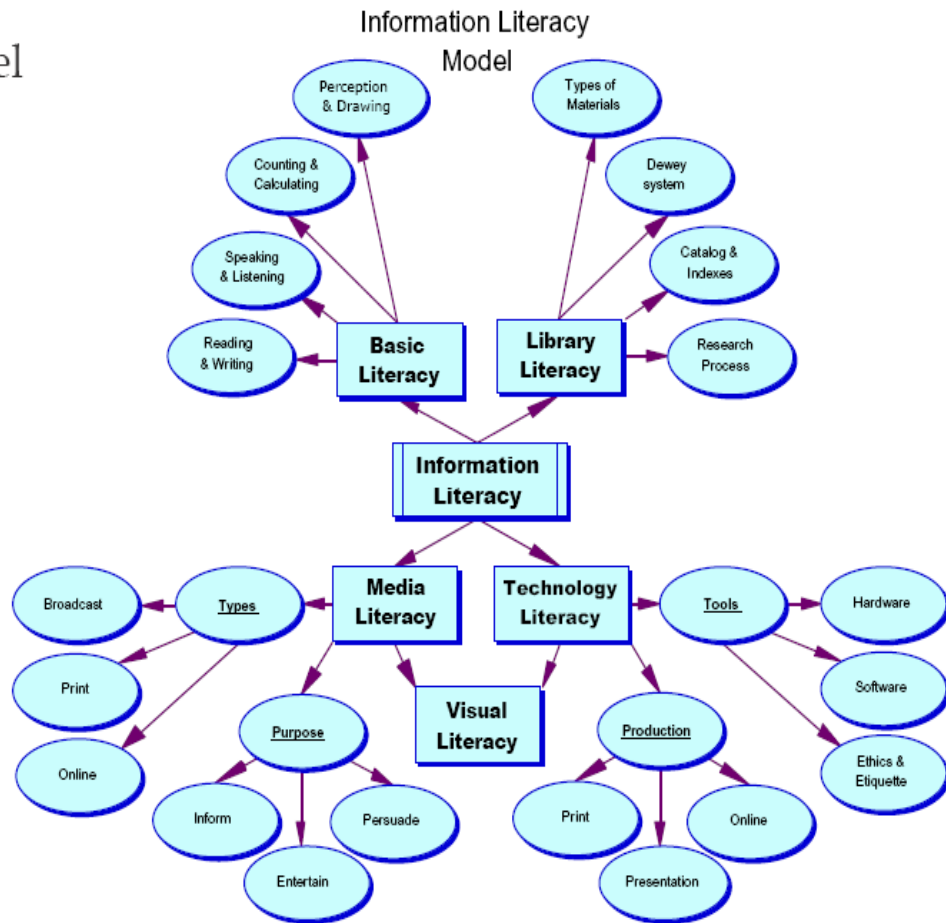 Information Literacy
Model
el
Perception
& Drawing
Types of
Materials
Counting &
Calculating
Dewey
system
Speaking
& Listening
Catalog &
Indexes
Reading
& Writing
Basic
Literacy
Library
Literacy
Research
Process
Information
Literacy
Media
Literacy
Technology
Literacy
Broadcast
Types
Tools
Hardware
Print
Software
Visual
Literacy
Purpose
Production
Online
Ethics &
Etiquette
Inform
Persuade
Print
Online
Entertain
Presentation